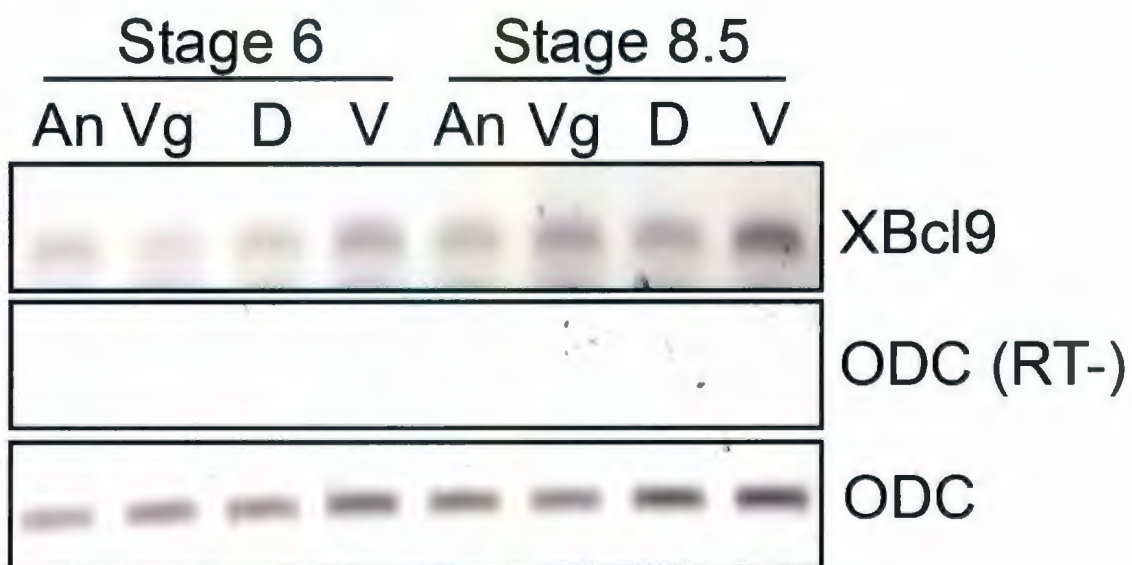 Stage 6 Stage 8.5
An Vg D V An Vg D V
XBcl9
ODC (RT-)
ODC